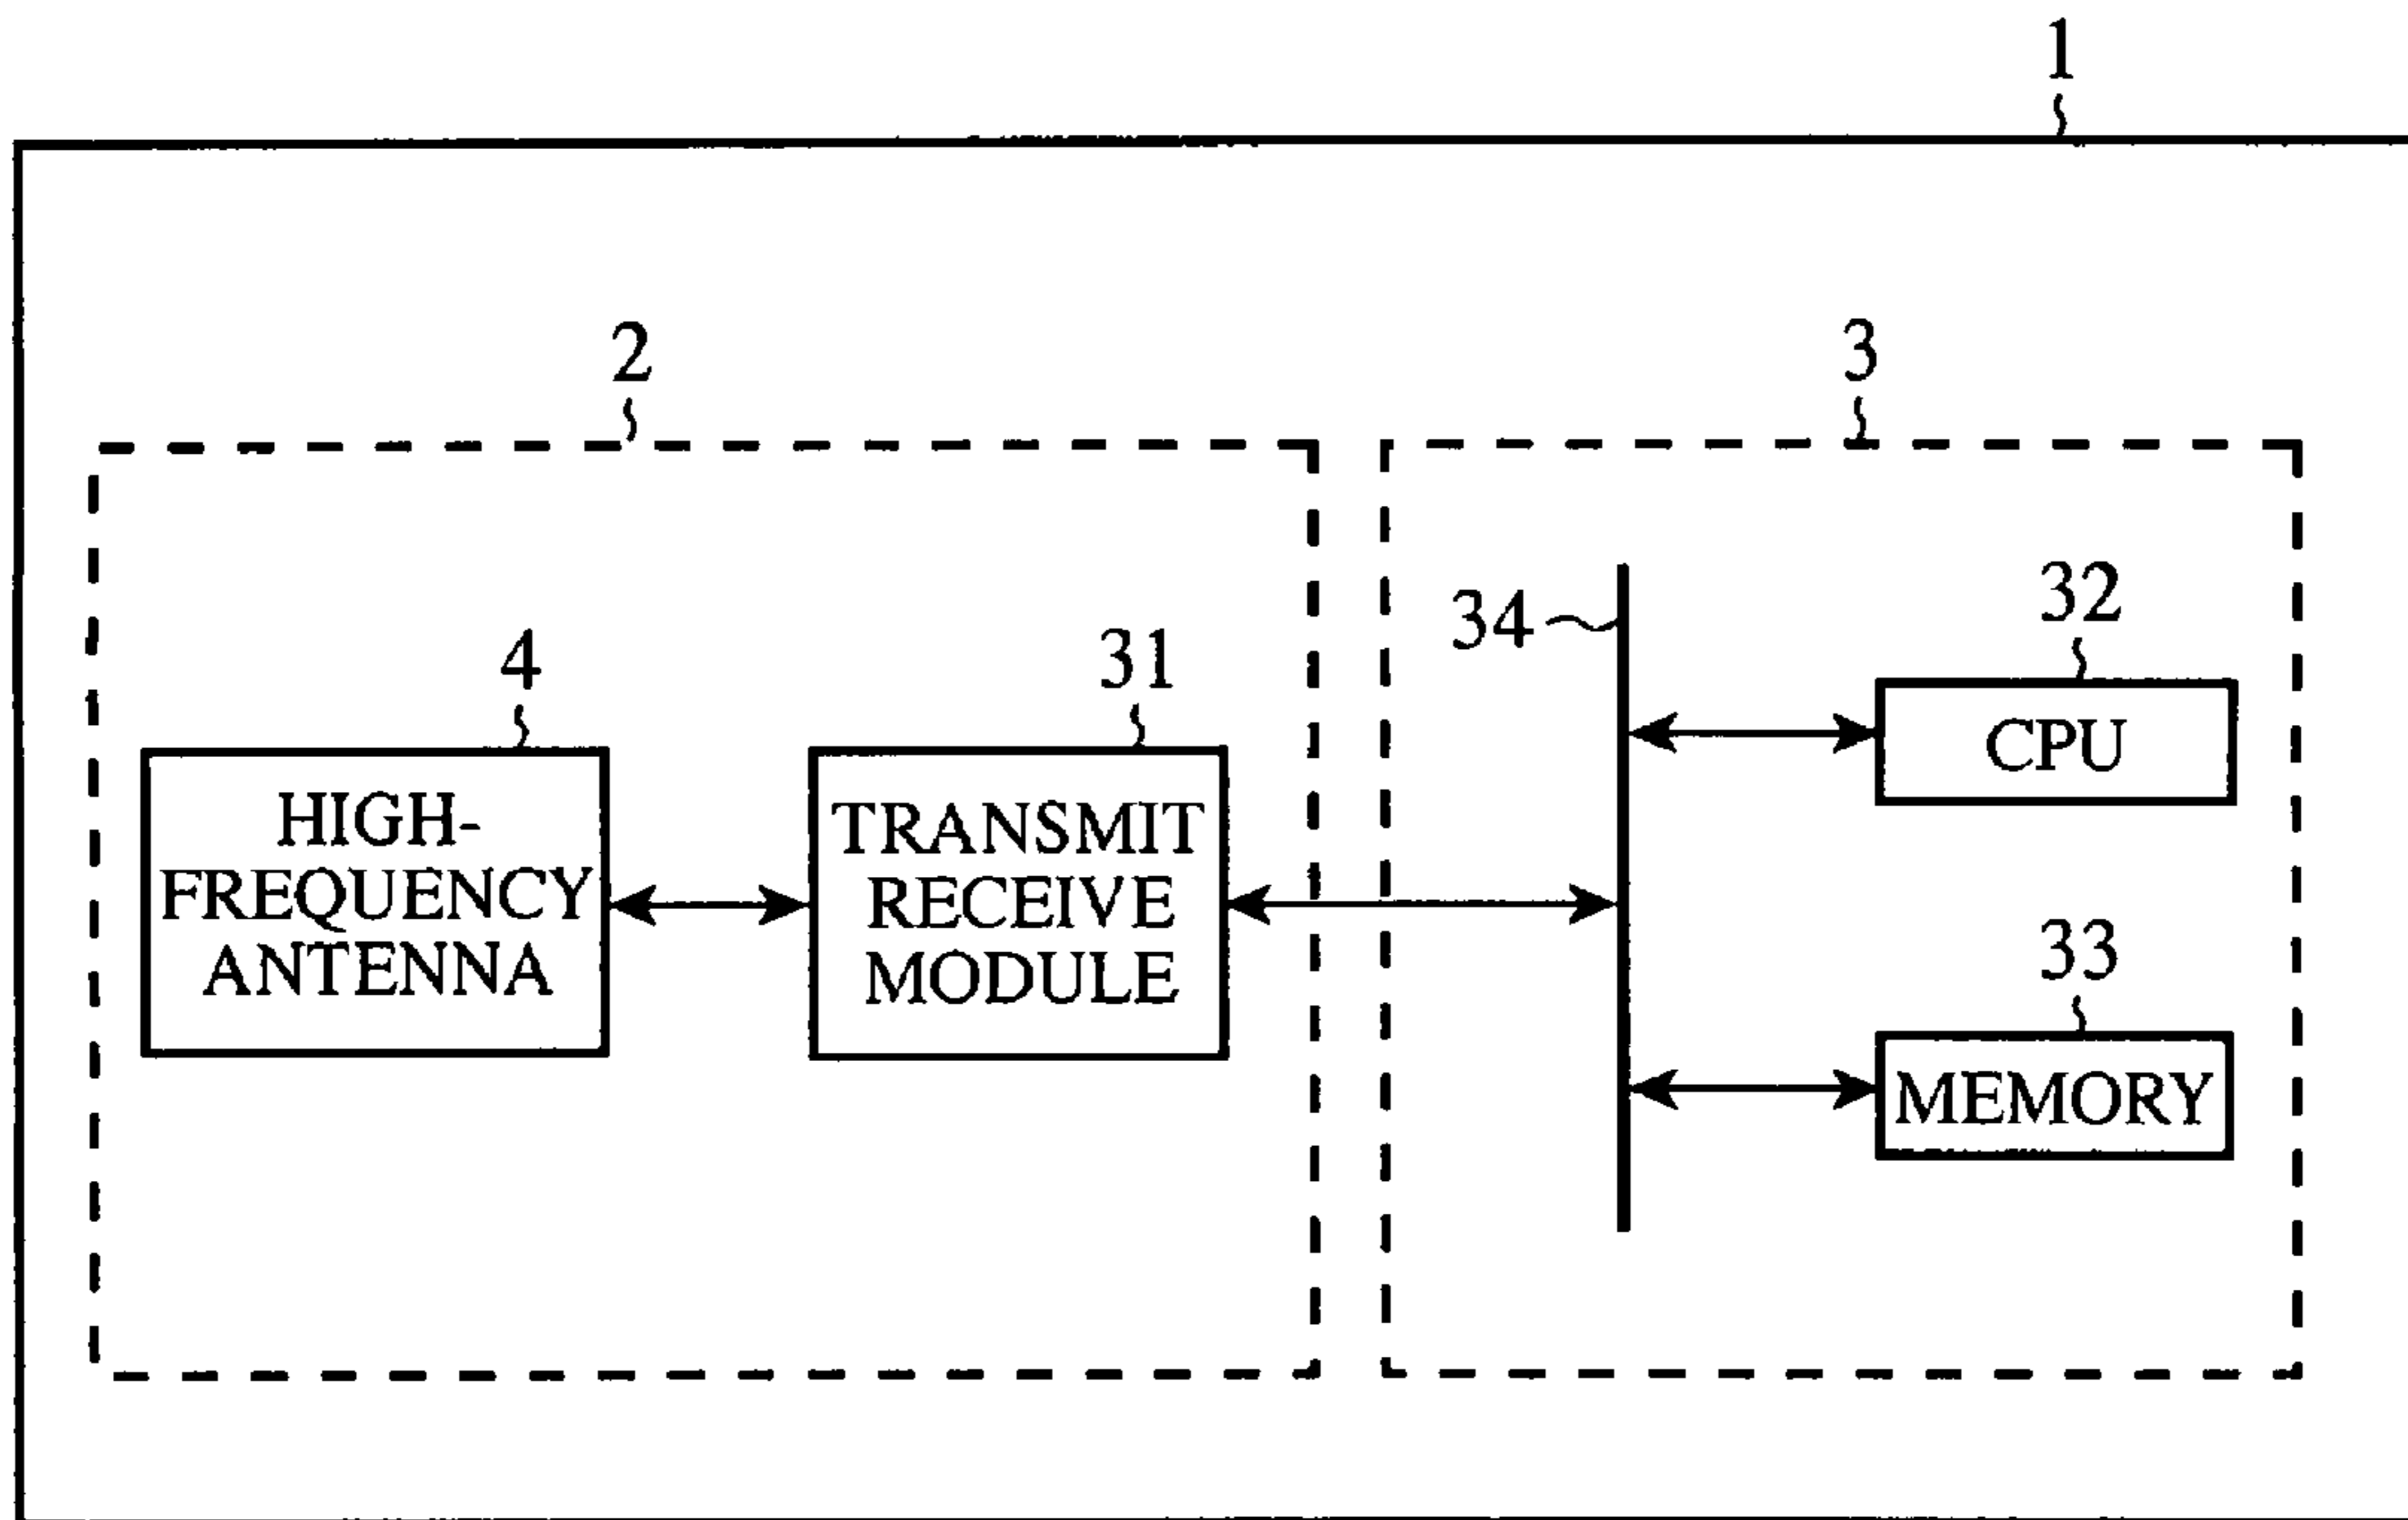 1
2
3
4
31
34
32
33
HIGH-
FREQUENCY
ANTENNA
TRANSMIT
RECEIVE
MODULE
CPU
MEMORY